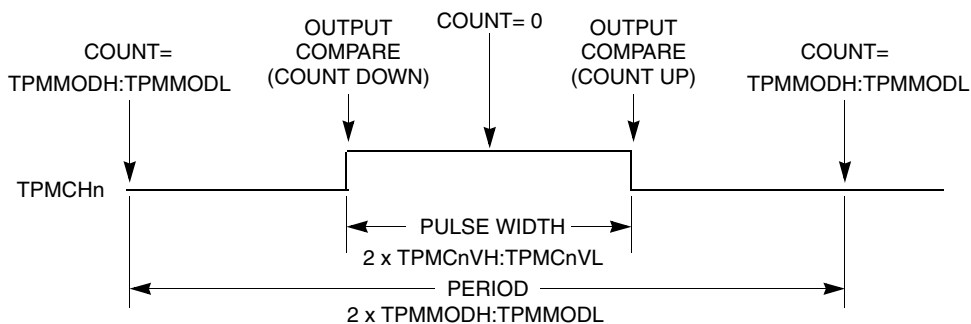 COUNT= 0
OUTPUT
COMPARE
(COUNT DOWN)
OUTPUT
COMPARE
(COUNT UP)
COUNT=
TPMMODH:TPMMODL
COUNT=
TPMMODH:TPMMODL
TPMCHn
PULSE WIDTH
2 x TPMCnVH:TPMCnVL
PERIOD
2 x TPMMODH:TPMMODL